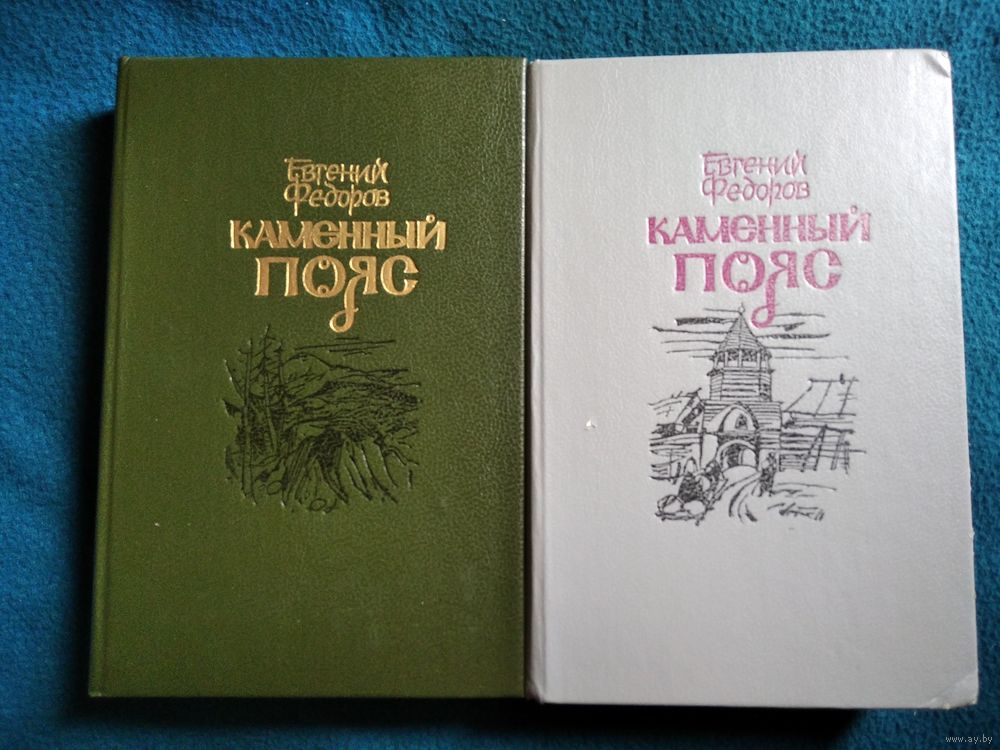 Евгений
Федоров
КАМЕННЫЙ
ПОЯС
Евгений
Федоров
КАМЕННЫЙ
ПОЯС
www.ay.by